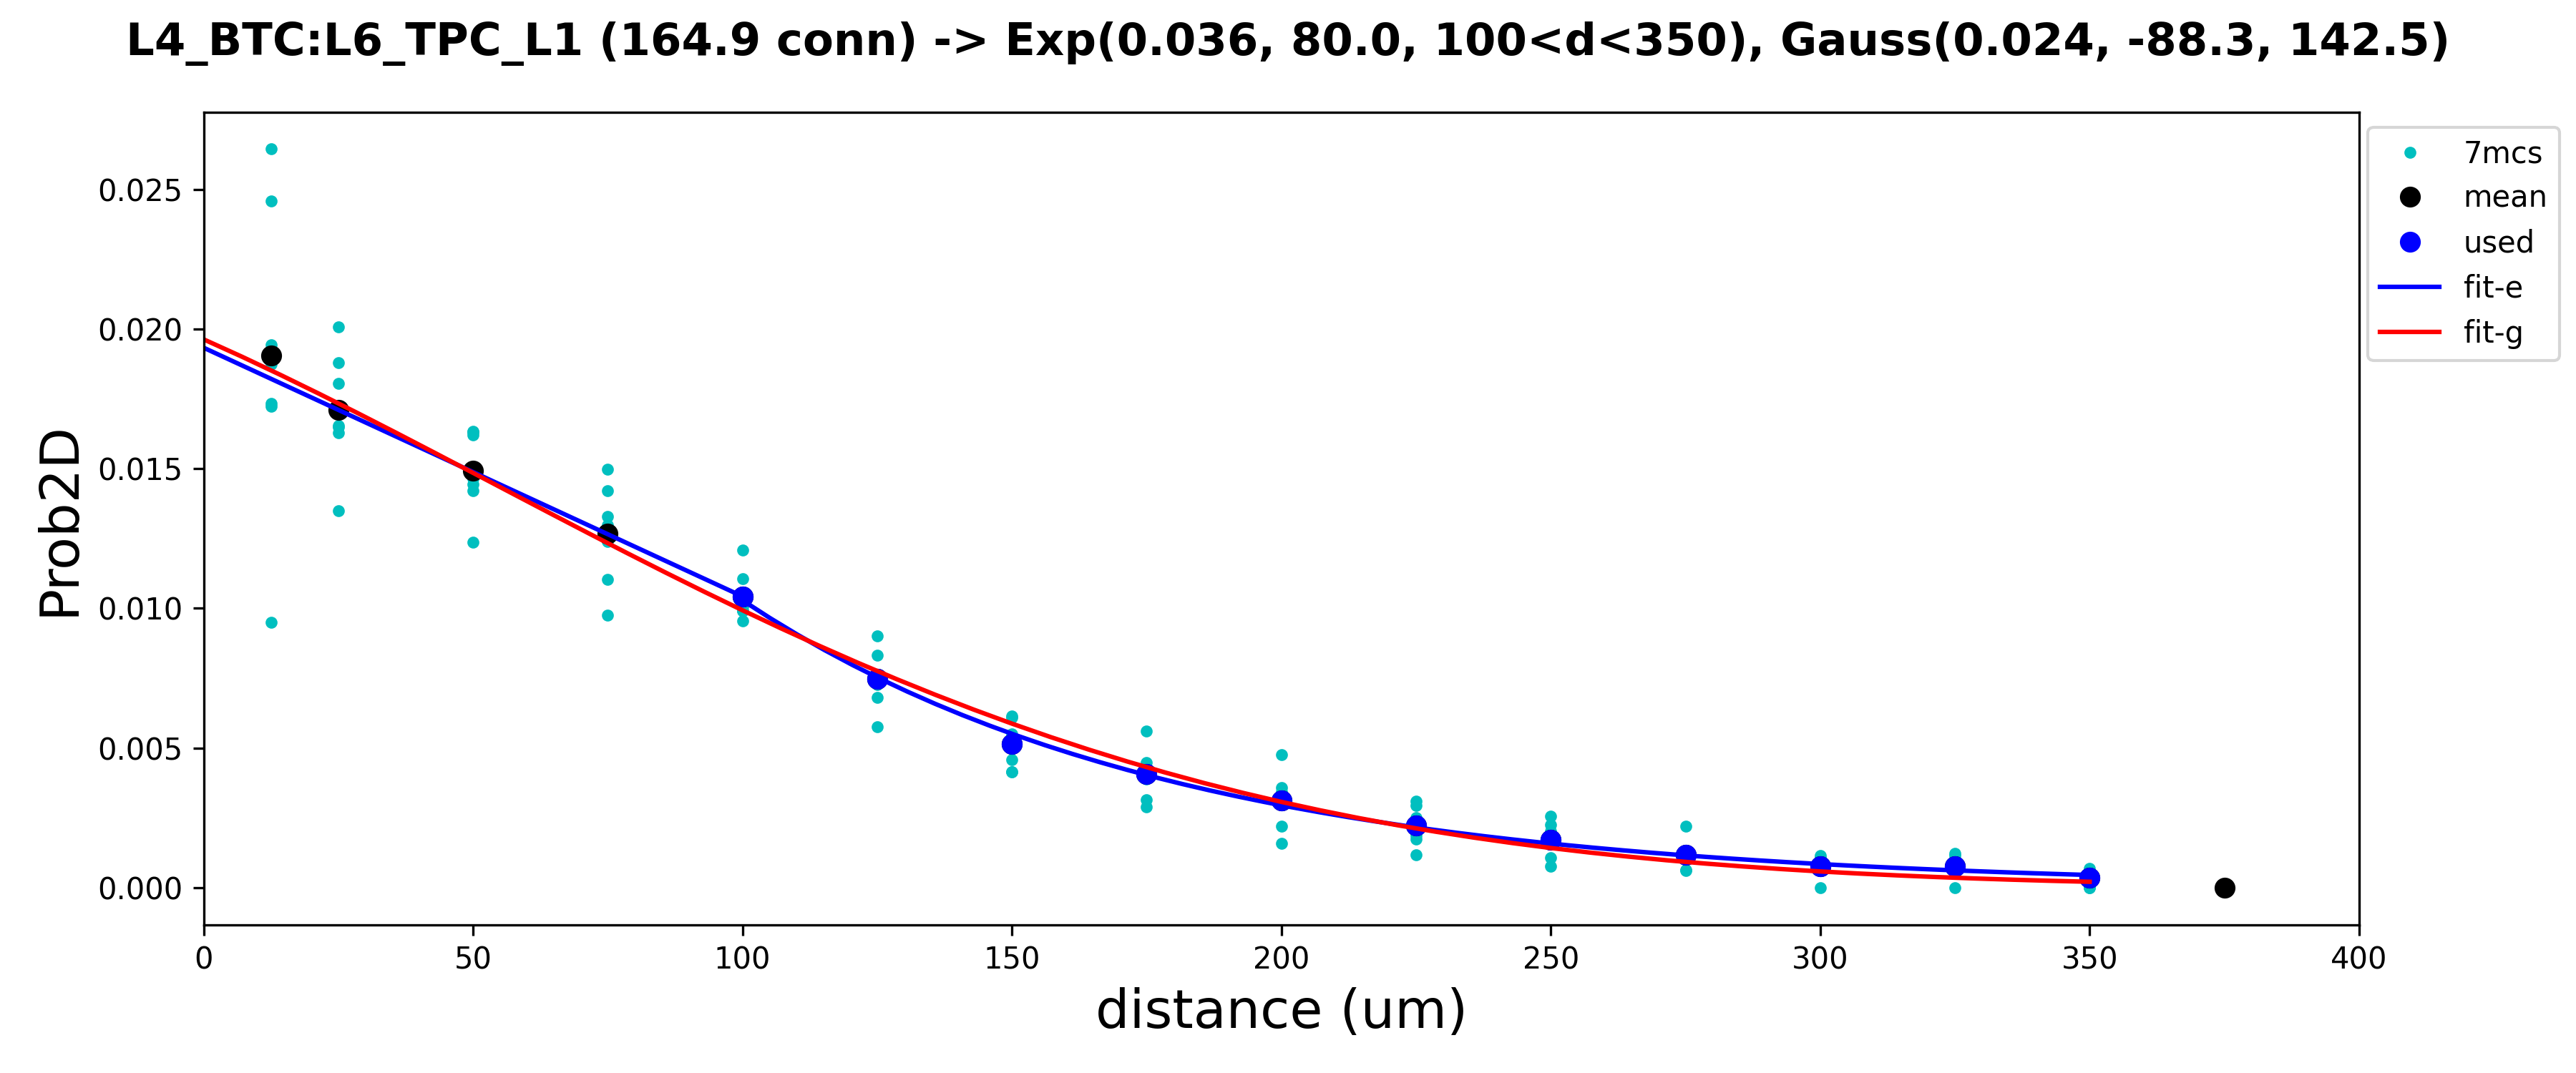 L4_BTC:L6_TPC_L1 (164.9 conn) -> Exp(0.036, 80.0, 100<d<350), Gauss(0.024, -88.3, 142.5)
7mcs
mean
used
fit-e
fit-g
Prob2D
0.025
0.020
0.015
0.010
0.005
0.000
0 50 100 150 200 250 300 350 400
distance (um)